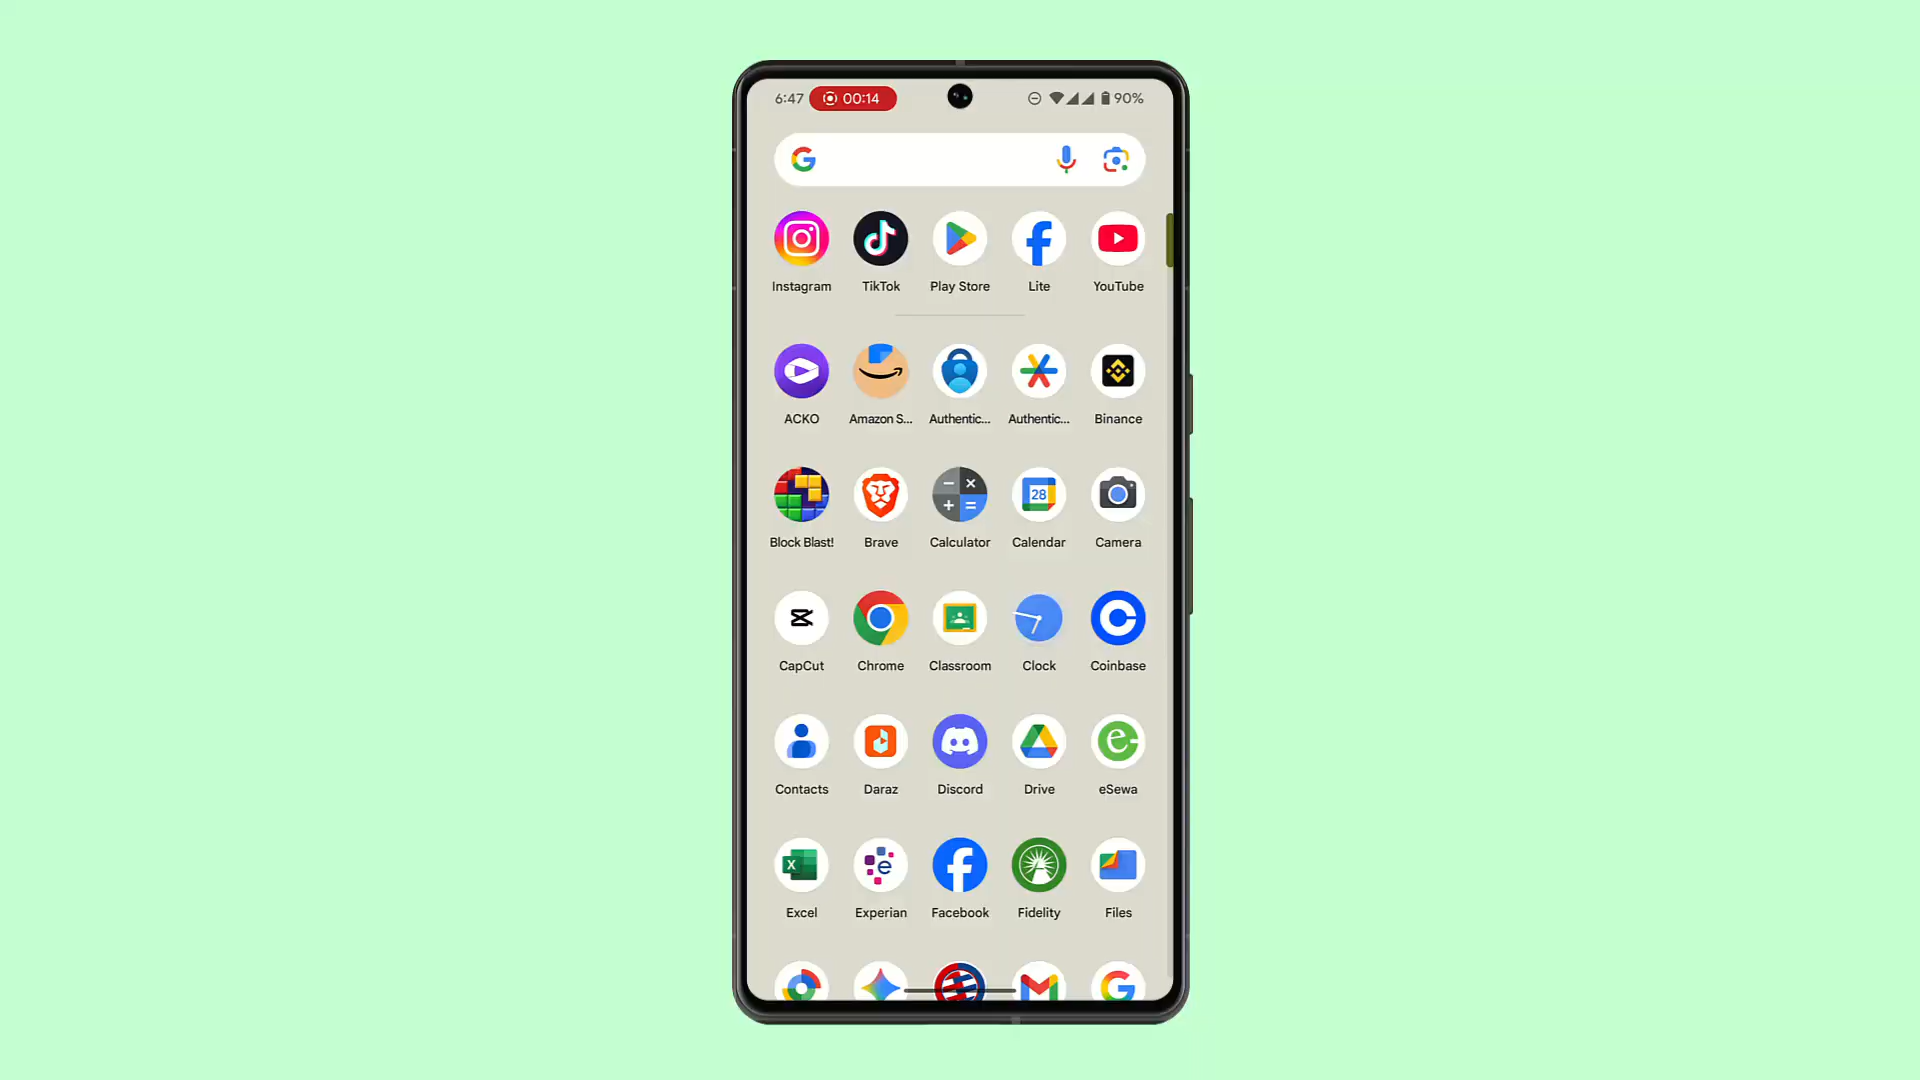 6:47 00:14 90%
Instagram TikTok Play Store Lite YouTube
ACKO Amazon S... Authentic... Authentic... Binance
28
Block Blast! Brave Calculator Calendar Camera
CapCut Chrome Classroom Clock Coinbase
Contacts Daraz Discord Drive eSewa
Excel Experian Facebook Fidelity Files